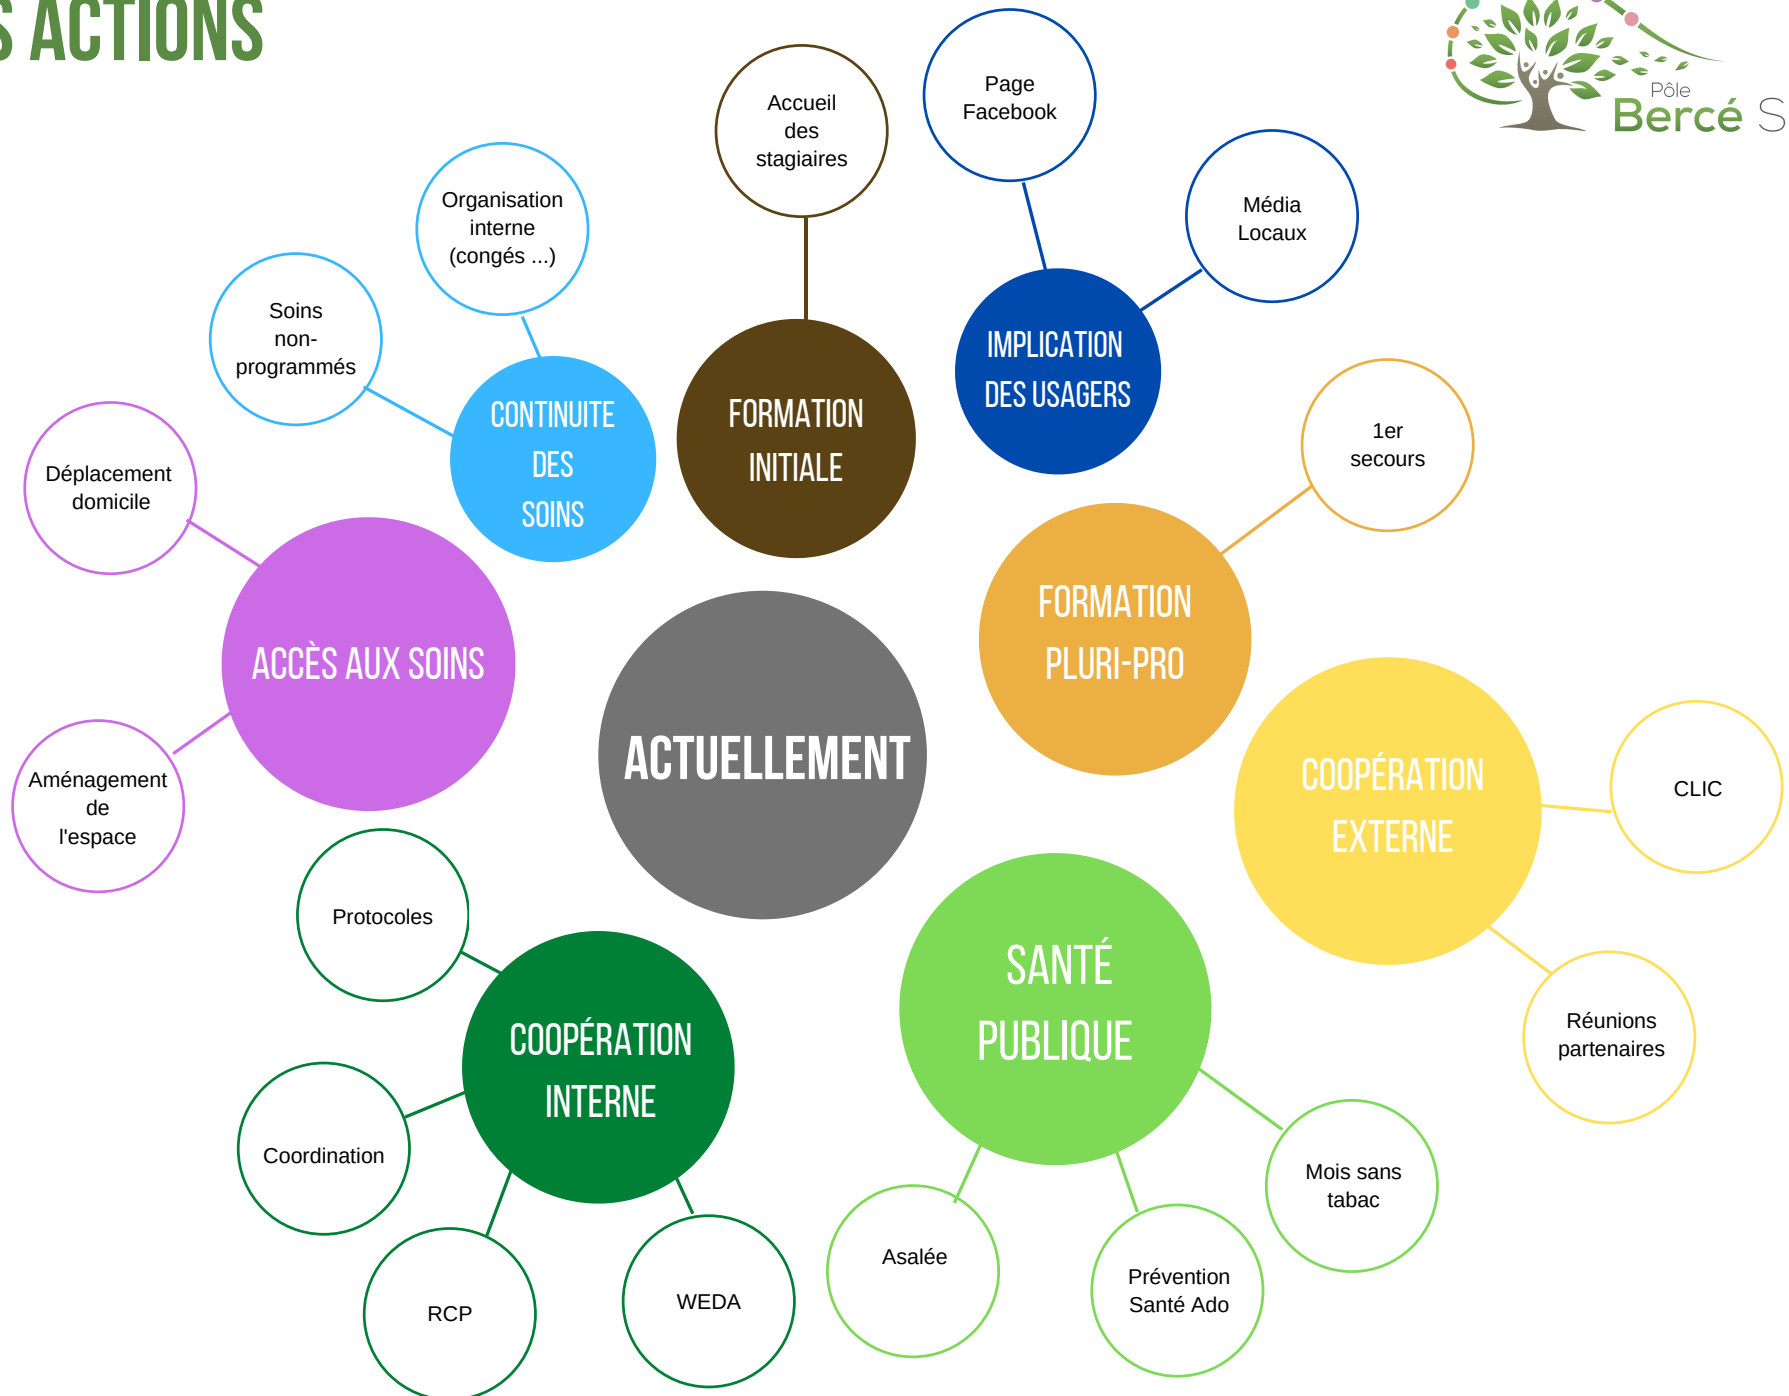 S ACTIONS
Pôle
Bercé S
Page
Facebook
Accueil
des
stagiaires
Média
Locaux
Organisation
interne
(congés ...)
Soins
non-
programmés
IMPLICATION
DES USAGERS
FORMATION
INITIALE
CONTINUITE
DES
SOINS
1er
secours
Déplacement
domicile
FORMATION
PLURI-PRO
ACCÈS AUX SOINS
ACTUELLEMENT
COOPÉRATION
EXTERNE
CLIC
Aménagement
de
l'espace
Protocoles
SANTÉ
PUBLIQUE
Réunions
partenaires
COOPÉRATION
INTERNE
Coordination
Mois sans
tabac
Asalée
Prévention
Santé Ado
WEDA
RCP